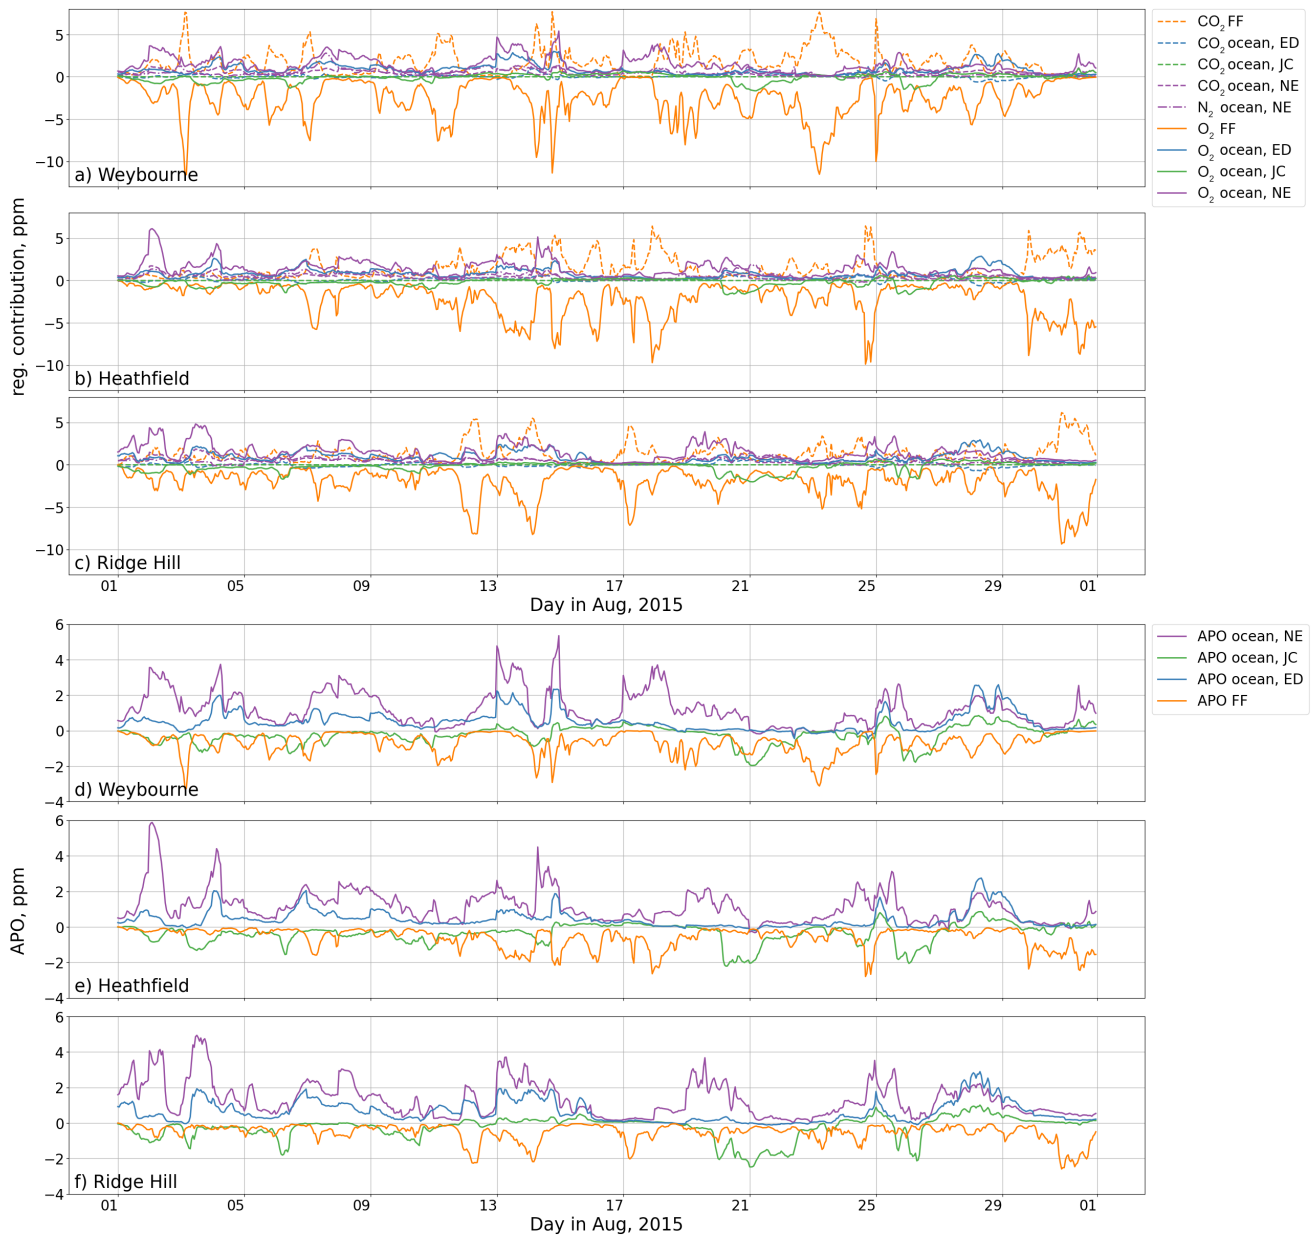 reg. contribution, ppm
5
0
−5
−10
a) Weybourne
CO₂ FF
CO₂ ocean, ED
CO₂ ocean, JC
CO₂ ocean, NE
N₂ ocean, NE
O₂ FF
O₂ ocean, ED
O₂ ocean, JC
O₂ ocean, NE
5
0
−5
−10
b) Heathfield
5
0
−5
−10
c) Ridge Hill
01 05 09 13 17 21 25 29 01
Day in Aug, 2015
APO, ppm
6
4
2
0
−2
−4
d) Weybourne
APO ocean, NE
APO ocean, JC
APO ocean, ED
APO FF
6
4
2
0
−2
−4
e) Heathfield
6
4
2
0
−2
−4
f) Ridge Hill
01 05 09 13 17 21 25 29 01
Day in Aug, 2015